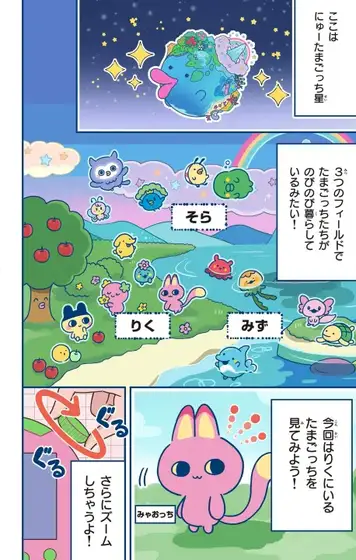 ここは
にゅーたまごっち星
3つのフィールドで
たまごっちたちが
のびのび暮らして
いるみたい!
そら
りく
みず
今回はりくにいる
たまごっちを
見てみよう!
みゃおっち
さらにズーム
しちゃうよ!
ぐる
ぐる